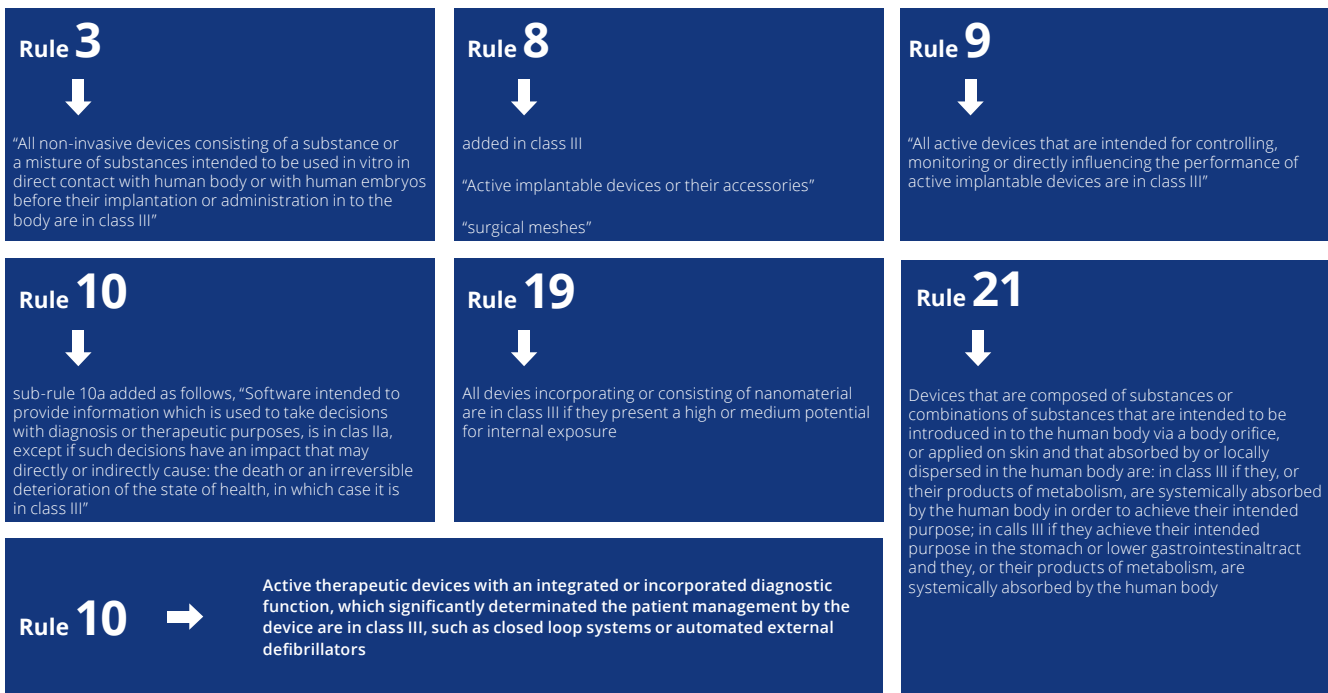 Rule 3
“All non-invasive devices consisting of a substance or
a misture of substances intended to be used in vitro in
direct contact with human body or with human embryos
before their implantation or administration in to the
body are in class III”
Rule 8
added in class III
“Active implantable devices or their accessories”
“surgical meshes”
Rule 9
“All active devices that are intended for controlling,
monitoring or directly influencing the performance of
active implantable devices are in class III”
Rule 10
sub-rule 10a added as follows, “Software intended to
provide information which is used to take decisions
with diagnosis or therapeutic purposes, is in clas IIa,
except if such decisions have an impact that may
directly or indirectly cause: the death or an irreversible
deterioration of the state of health, in which case it is
in class III”
Rule 19
All devies incorporating or consisting of nanomaterial
are in class III if they present a high or medium potential
for internal exposure
Rule 21
Devices that are composed of substances or
combinations of substances that are intended to be
introduced in to the human body via a body orifice,
or applied on skin and that absorbed by or locally
dispersed in the human body are: in class III if they, or
their products of metabolism, are systemically absorbed
by the human body in order to achieve their intended
purpose; in calls III if they achieve their intended
purpose in the stomach or lower gastrointestinaltract
and they, or their products of metabolism, are
systemically absorbed by the human body
Rule 10
Active therapeutic devices with an integrated or incorporated diagnostic
function, which significantly determinated the patient management by the
device are in class III, such as closed loop systems or automated external
defibrillators